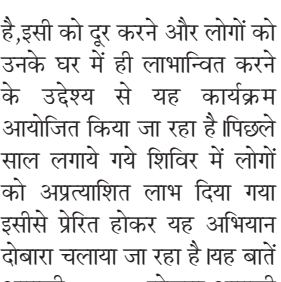 है,इसी को दूर करने और लोगों को
उनके घर में ही लाभान्वित करने
के उद्देश्य से यह कार्यक्रम
आयोजित किया जा रहा है।पिछले
साल लगाये गये शिविर में लोगों
को अप्रत्याशित लाभ दिया गया
इसीसे प्रेरित होकर यह अभियान
दोबारा चलाया जा रहा है।यह बातें